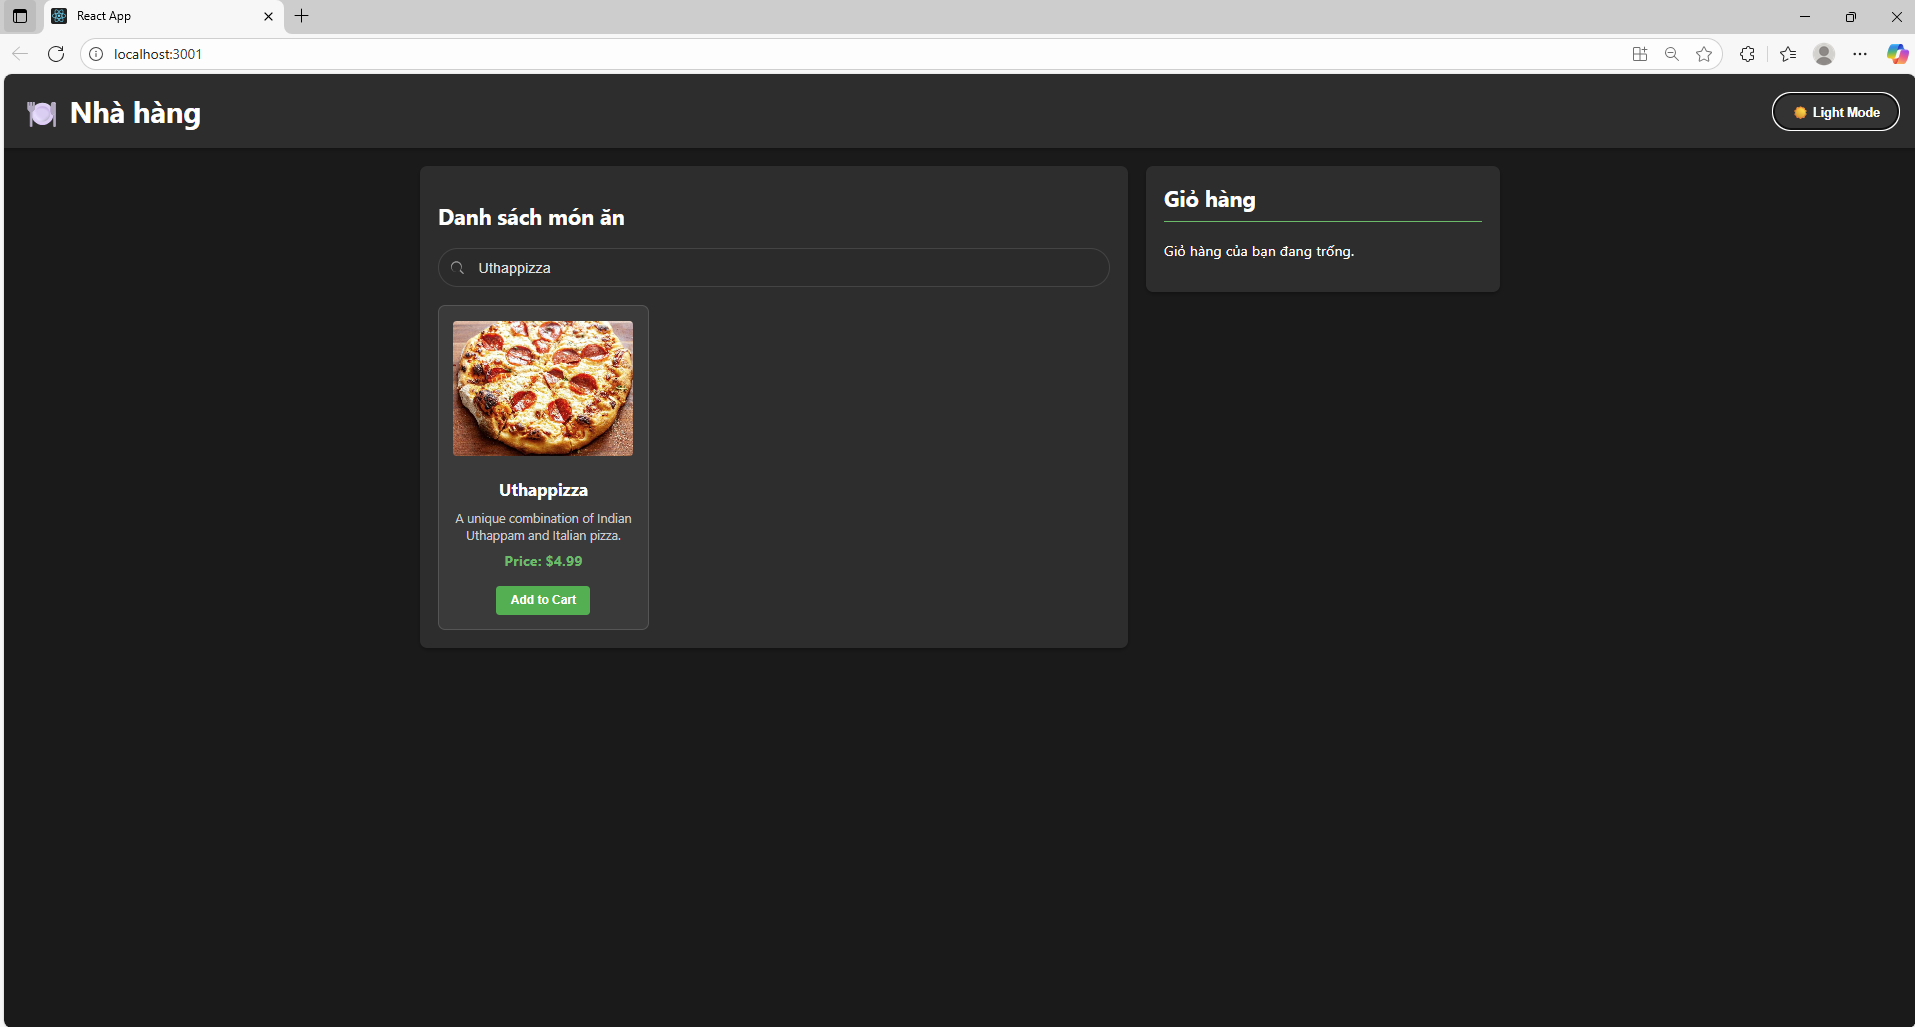 React App
localhost:3001
Nhà hàng
Light Mode
Danh sách món ăn
Uthappizza
Uthappizza
A unique combination of Indian
Uthappam and Italian pizza.
Price: $4.99
Add to Cart
Giỏ hàng
Giỏ hàng của bạn đang trống.